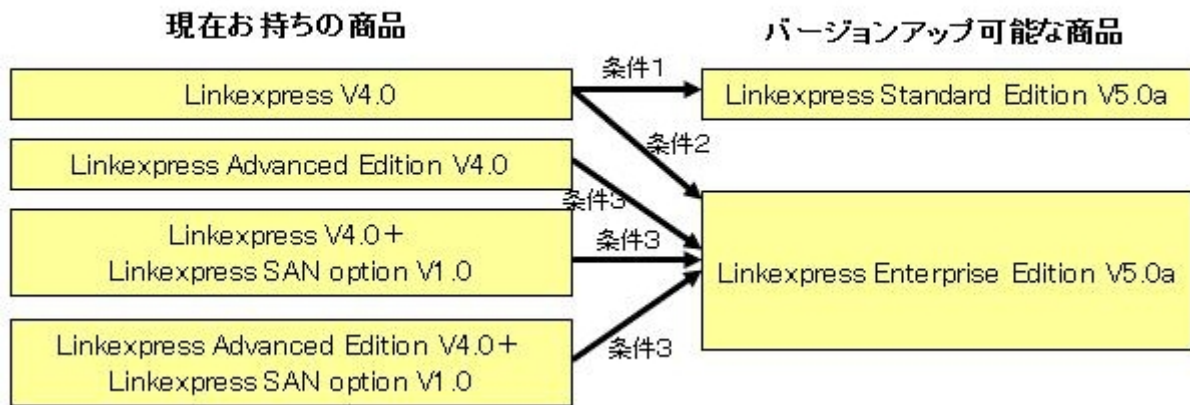 現在お持ちの商品
バージョンアップ可能な商品
Linkexpress V4.0
条件1
Linkexpress Standard Edition V5.0a
条件2
Linkexpress Advanced Edition V4.0
条件3
Linkexpress V4.0+
Linkexpress SAN option V1.0
条件3
Linkexpress Enterprise Edition V5.0a
Linkexpress Advanced Edition V4.0+
Linkexpress SAN option V1.0
条件3